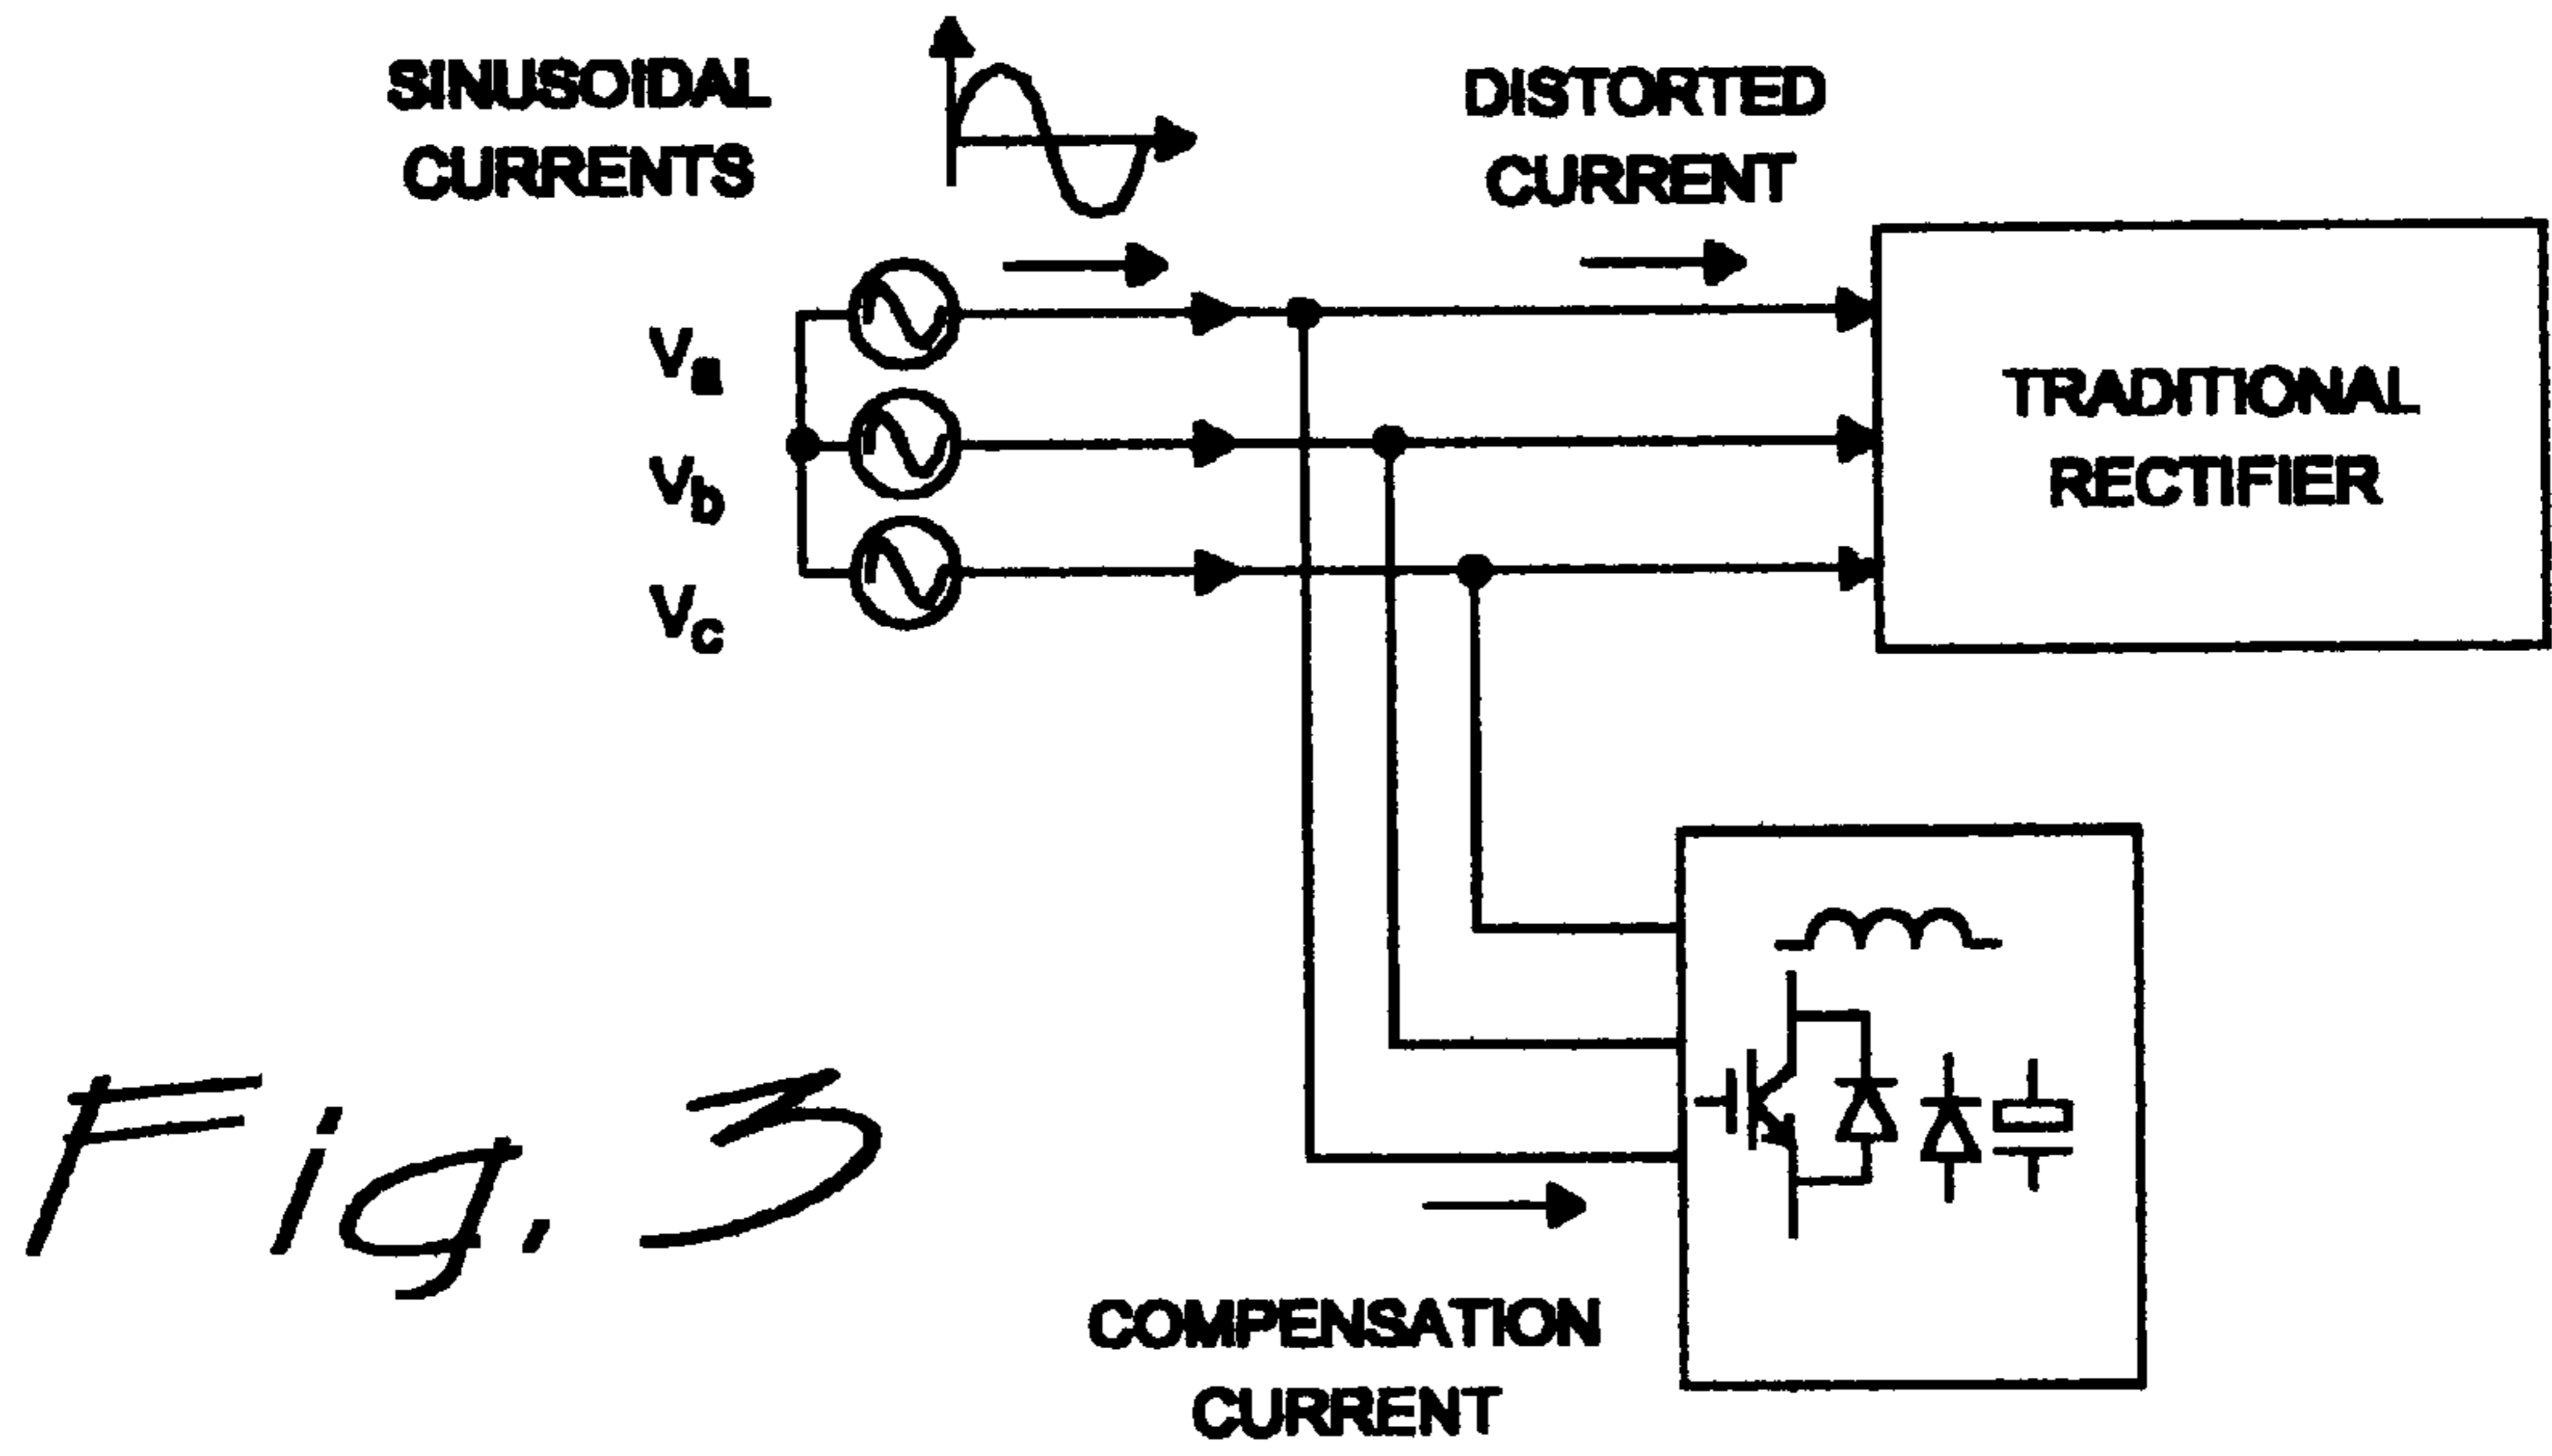 SINUSOIDAL
CURRENTS
DISTORTED
CURRENT
Va
Vb
Vc
TRADITIONAL
RECTIFIER
COMPENSATION
CURRENT
Fig. 3